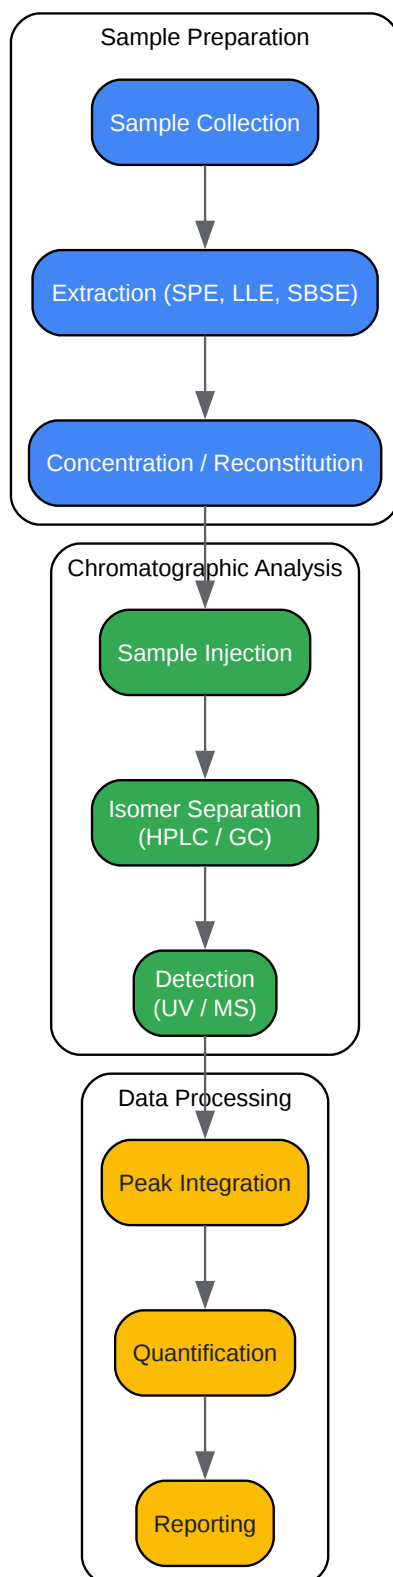 Sample Preparation
Sample Collection
Extraction (SPE, LLE, SBSE)
Concentration / Reconstitution
Chromatographic Analysis
Sample Injection
Isomer Separation
(HPLC / GC)
Detection
(UV / MS)
Data Processing
Peak Integration
Quantification
Reporting